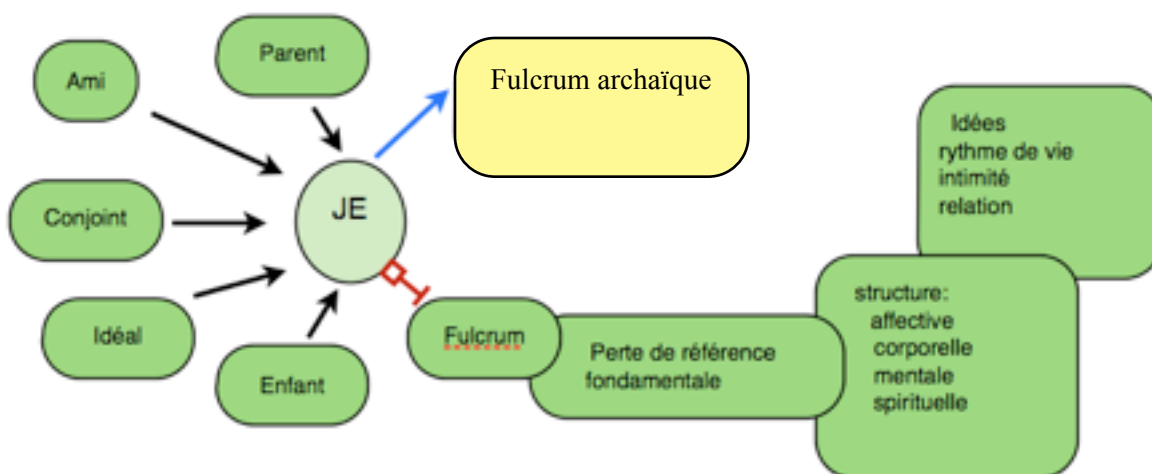 Parent
Ami
Fulcrum archaïque
Idées
rythme de vie
intimité
relation
JE
Conjoint
structure:
affective
corporelle
mentale
spirituelle
Idéal
Fulcrum
Perte de référence
fondamentale
Enfant